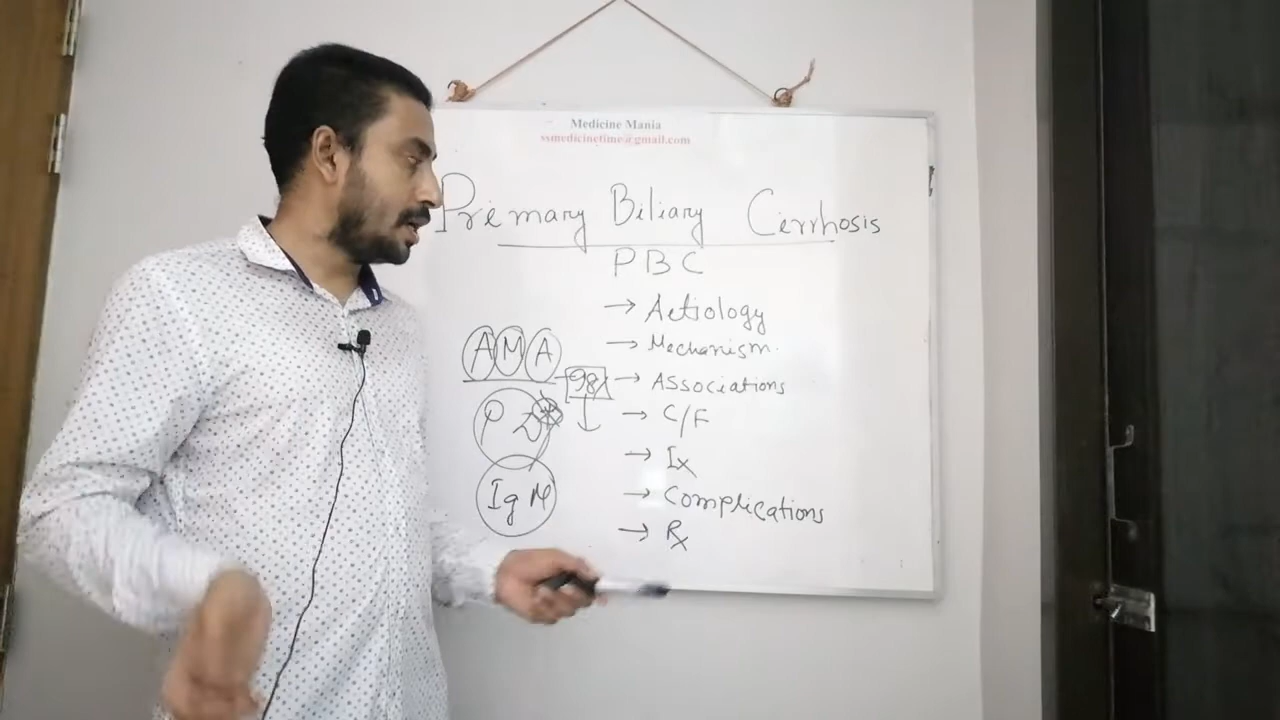 Medicine Mania
ssmedicinetime@gmail.com
Primary Biliary Cirrhosis
PBC
→ Aetiology
→ Mechanism.
→ Associations
→ C/F
→ Ix
→ Complications
→ Rx
AMA
98%
IgM